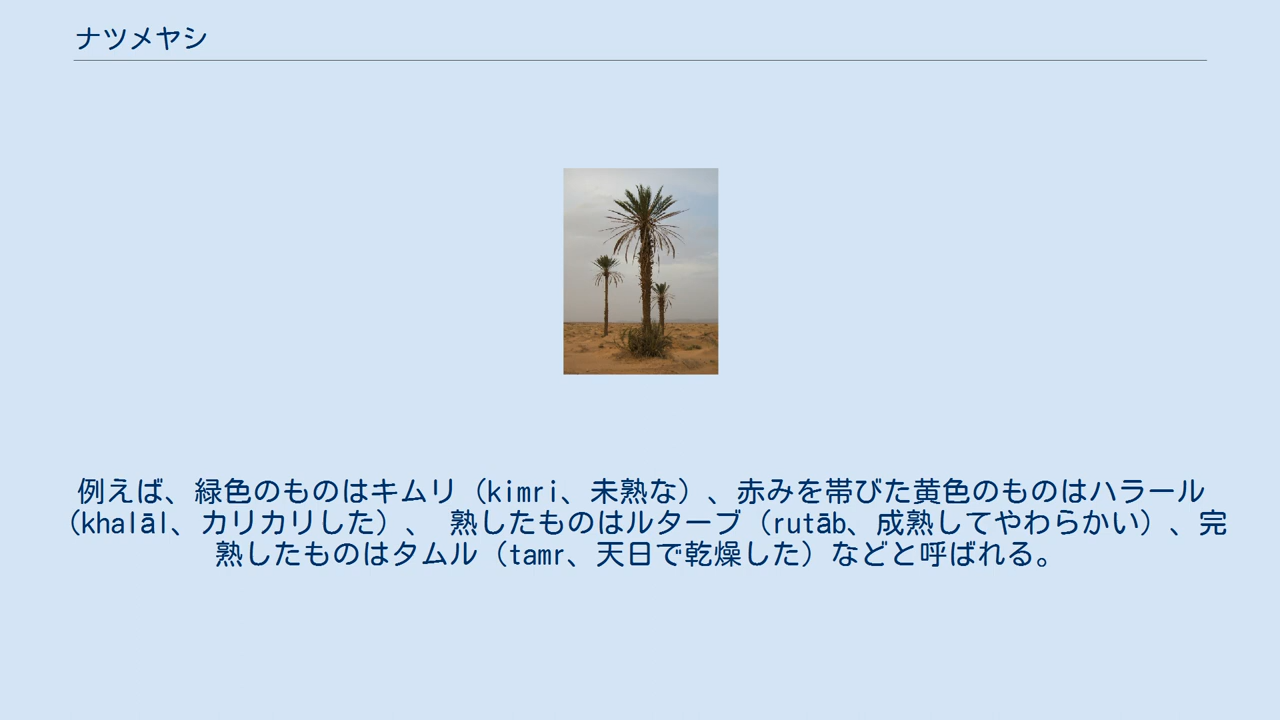 ナツメヤシ
例えば、緑色のものはキムリ（kimri、未熟な）、赤みを帯びた黄色のものはハラール
（khalāl、カリカリした）、 熟したものはルターブ（rutāb、成熟してやわらかい）、完
熟したものはタムル（tamr、天日で乾燥した）などと呼ばれる。